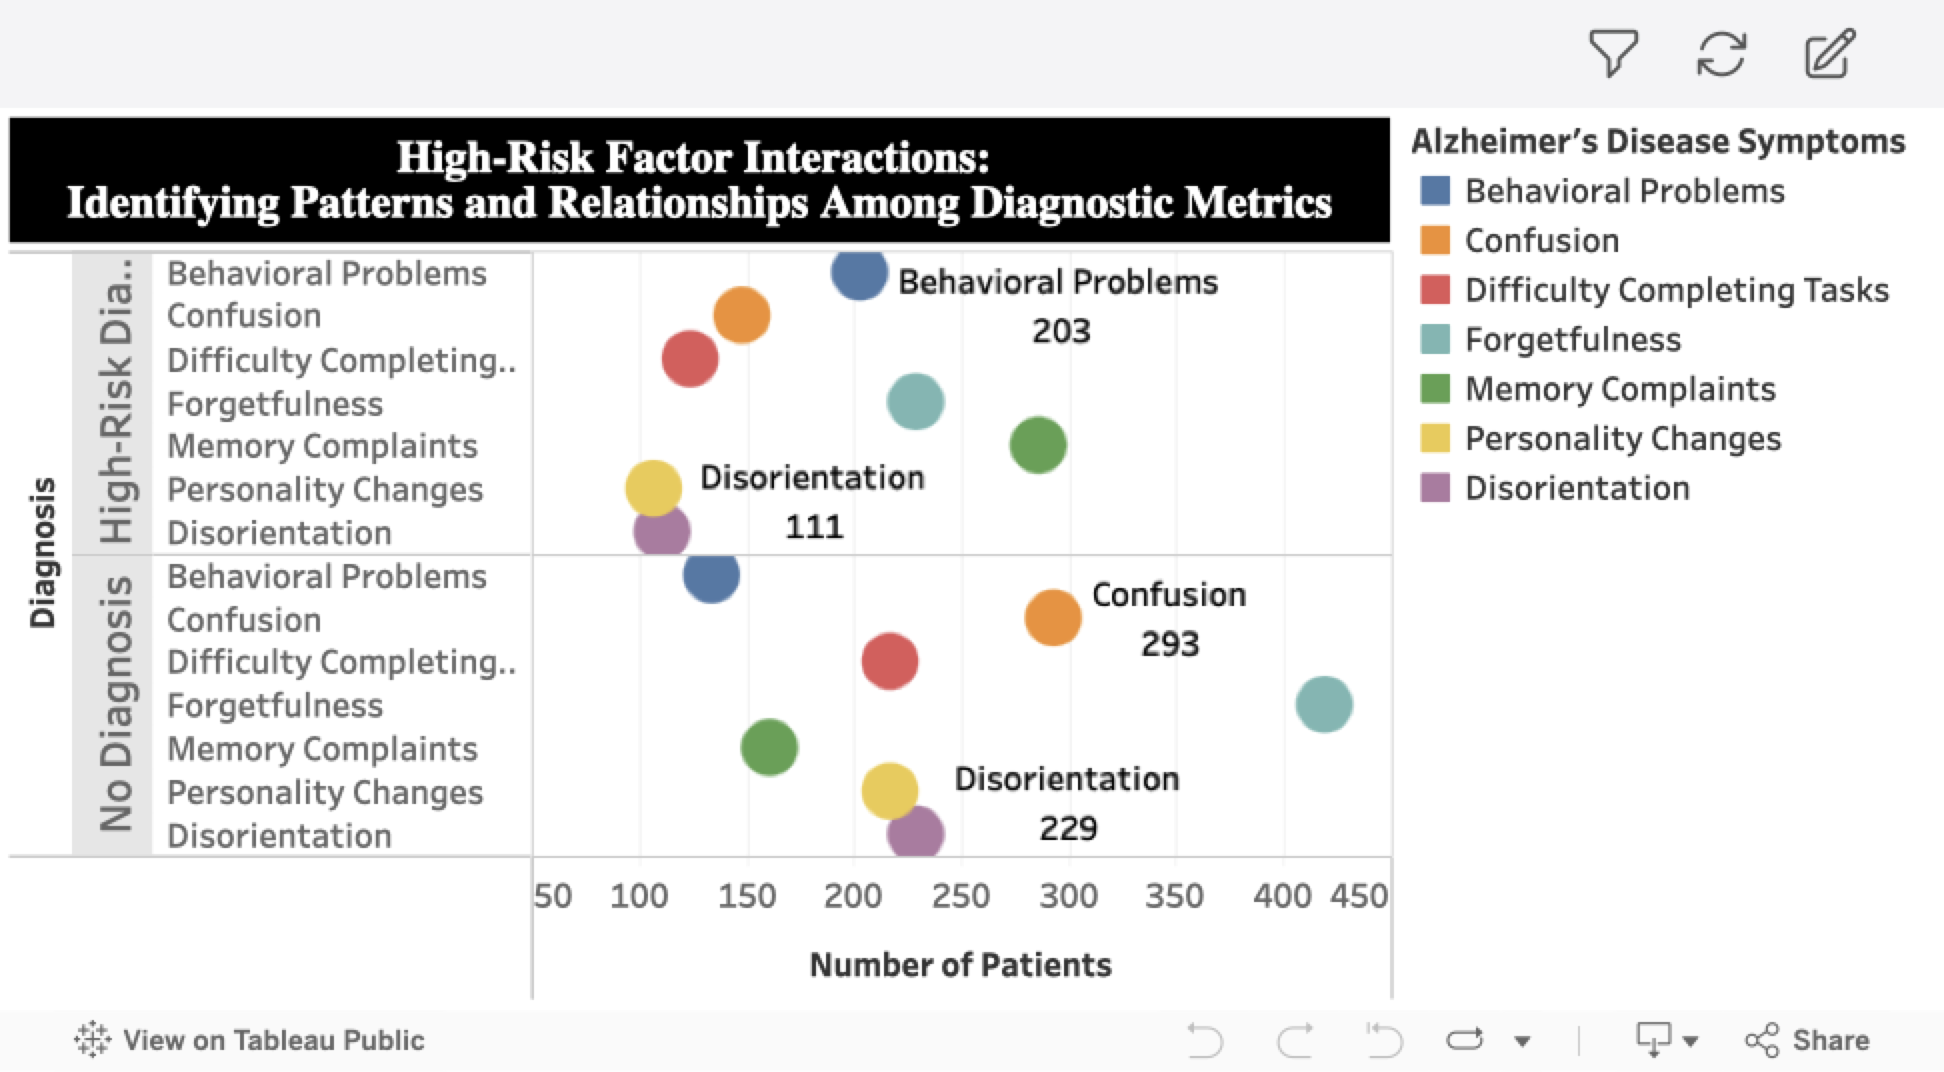 High-Risk Factor Interactions:
Identifying Patterns and Relationships Among Diagnostic Metrics
Alzheimer's Disease Symptoms
Behavioral Problems
Confusion
Difficulty Completing Tasks
Forgetfulness
Memory Complaints
Personality Changes
Disorientation
Diagnosis
High-Risk Dia..
Behavioral Problems
Confusion
Difficulty Completing..
Forgetfulness
Memory Complaints
Personality Changes
Disorientation
Behavioral Problems
203
Disorientation
111
No Diagnosis
Behavioral Problems
Confusion
Difficulty Completing..
Forgetfulness
Memory Complaints
Personality Changes
Disorientation
Confusion
293
Disorientation
229
50 100 150 200 250 300 350 400 450
Number of Patients
View on Tableau Public
Share